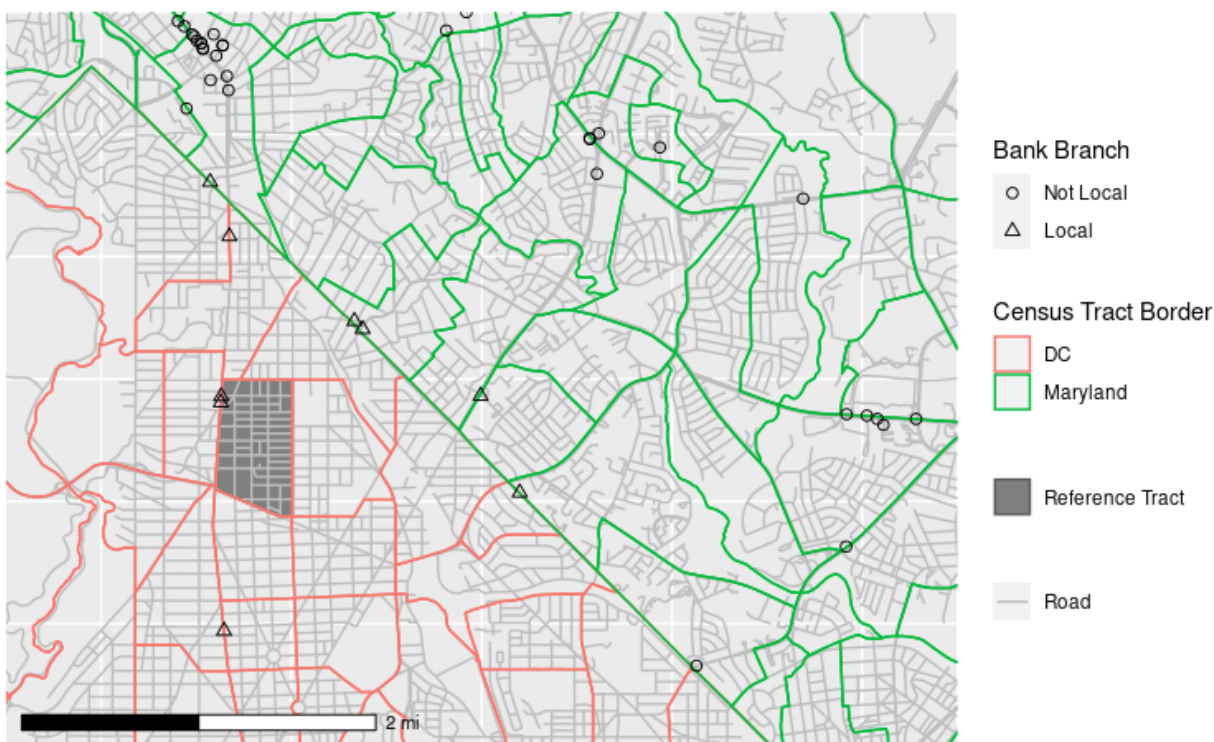 Bank Branch
Not Local
Local
Census Tract Border
DC
Maryland
Reference Tract
Road
2 mi